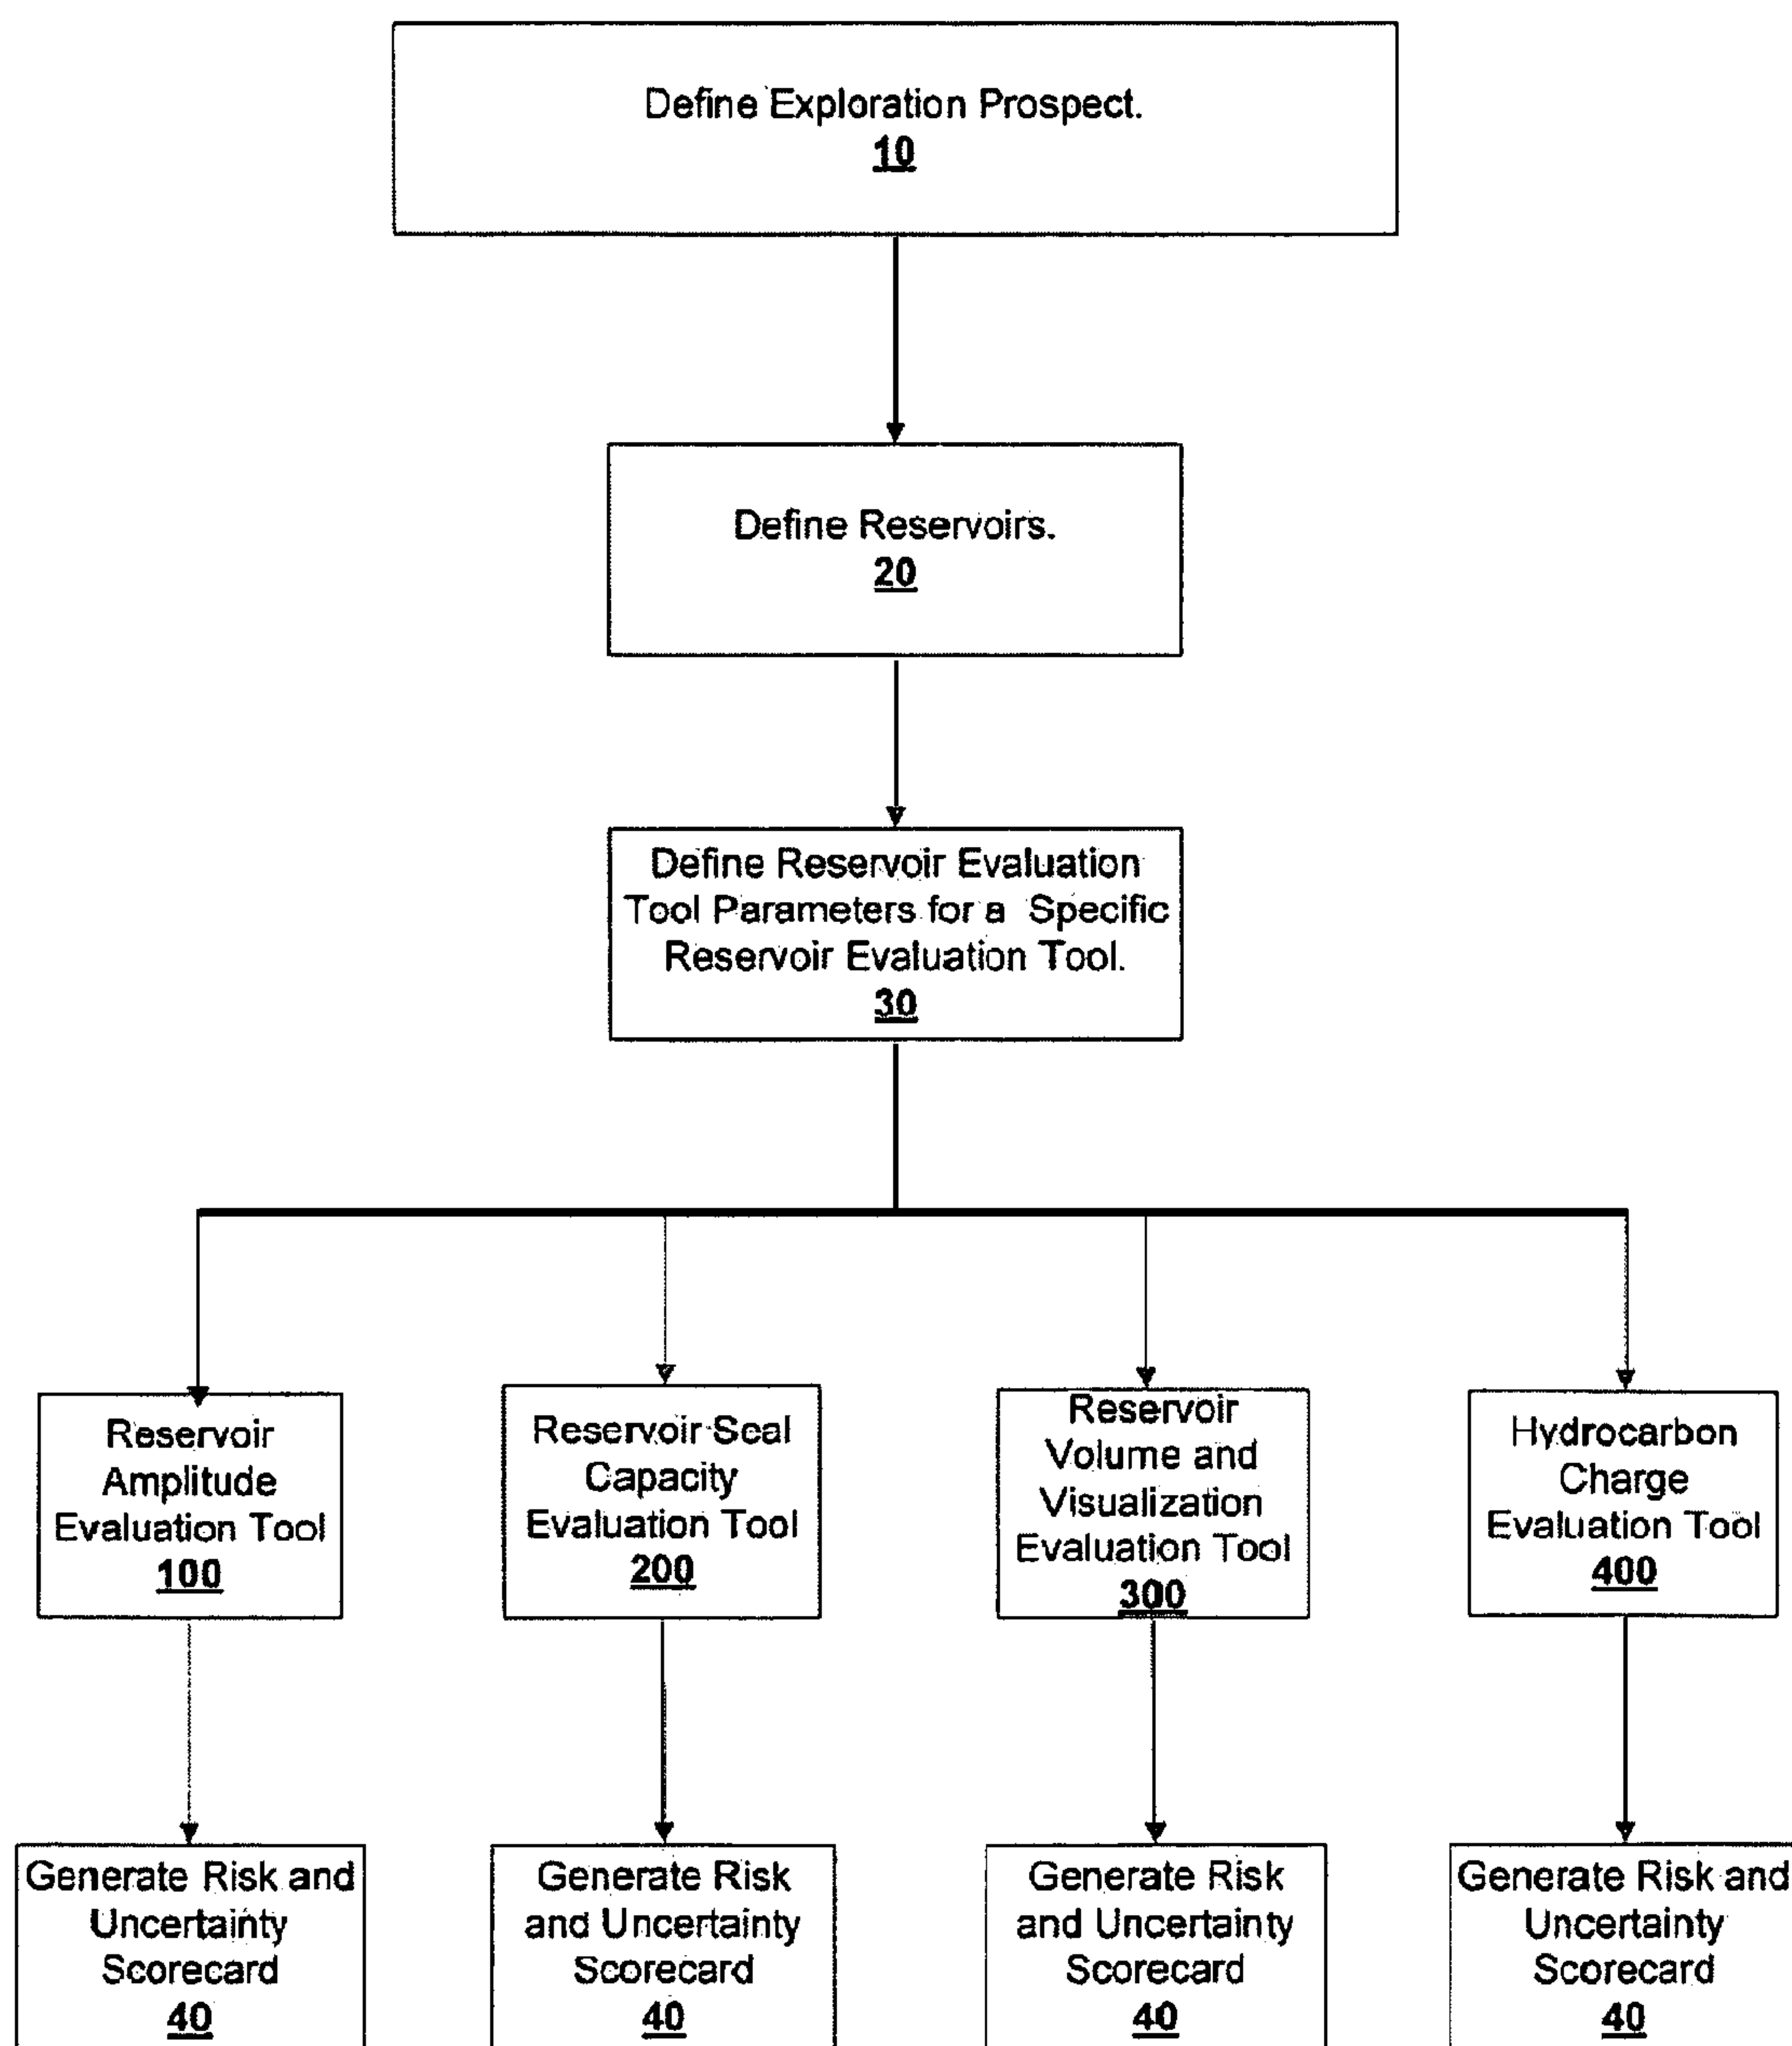 Define Exploration Prospect.
10
Define Reservoirs.
20
Define Reservoir Evaluation
Tool Parameters for a Specific
Reservoir Evaluation Tool.
30
Reservoir
Amplitude
Evaluation Tool
100
Reservoir Seal
Capacity
Evaluation Tool
200
Reservoir
Volume and
Visualization
Evaluation Tool
300
Hydrocarbon
Charge
Evaluation Tool
400
Generate Risk and
Uncertainty
Scorecard
40
Generate Risk
and Uncertainty
Scorecard
40
Generate Risk
and Uncertainty
Scorecard
40
Generate Risk and
Uncertainty
Scorecard
40